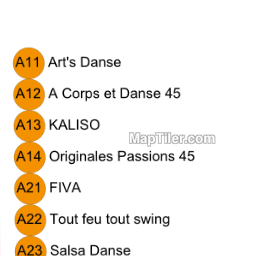 A11 Art's Danse
A12 A Corps et Danse 45
A13 KALISO
MapTiler.com
A14 Originales Passions 45
A21 FIVA
A22 Tout feu tout swing
A23 Salsa Danse